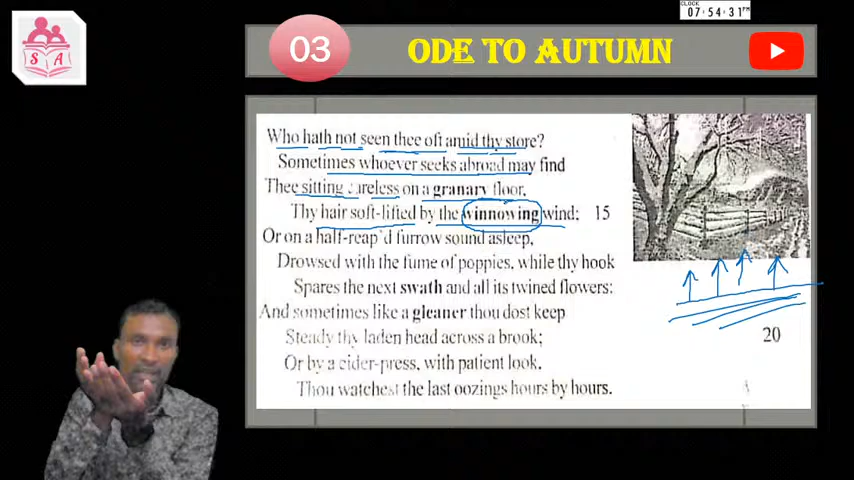 CLOCK
07:54:31PM
S A
03 ODE TO AUTUMN
Who hath not seen thee oft amid thy store?
Sometimes whoever seeks abroad may find
Thee sitting careless on a granary floor,
Thy hair soft-lifted by the winnowing wind; 15
Or on a half-reap'd furrow sound asleep,
Drowsed with the fume of poppies, while thy hook
Spares the next swath and all its twined flowers:
And sometimes like a gleaner thou dost keep
Steady thy laden head across a brook; 20
Or by a cider-press, with patient look.
Thou watchest the last oozings hours by hours.